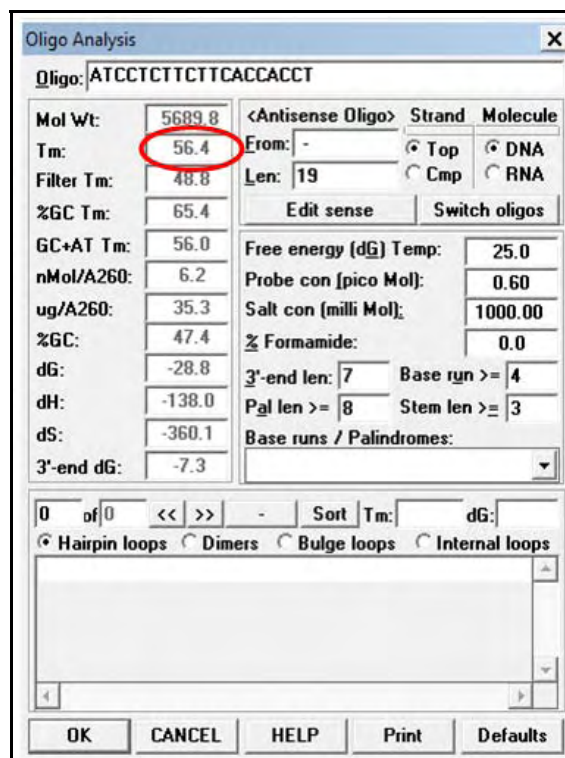 Oligo Analysis
Oligo: ATCCTCTTCTTCACCACCT
Mol Wt: 5689.8
Tm: 56.4
Filter Tm: 48.8
%GC Tm: 65.4
GC+AT Tm: 56.0
nMol/A260: 6.2
ug/A260: 35.3
%GC: 47.4
dG: -28.8
dH: -138.0
dS: -360.1
3'-end dG: -7.3
<Antisense Oligo> Strand Molecule
From: - Top DNA
Len: 19 Cmp RNA
Edit sense Switch oligos
Free energy (dG) Temp: 25.0
Probe con (pico Mol): 0.60
Salt con (milli Mol): 1000.00
% Formamide: 0.0
3'-end len: 7 Base run >= 4
Pal len >= 8 Stem len >= 3
Base runs / Palindromes:
0 of 0 << >> - Sort Tm: dG:
Hairpin loops Dimers Bulge loops Internal loops
OK CANCEL HELP Print Defaults